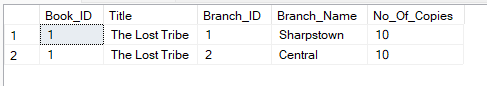 Book_ID Title Branch_ID Branch_Name No_Of_Copies
1 1 The Lost Tribe 1 Sharpstown 10
2 1 The Lost Tribe 2 Central 10